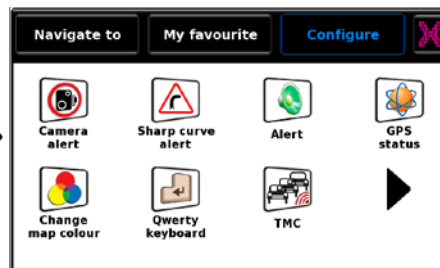 Navigate to
My favourite
Configure
Camera
alert
Sharp curve
alert
Alert
GPS
status
Change
map colour
Qwerty
keyboard
TMC